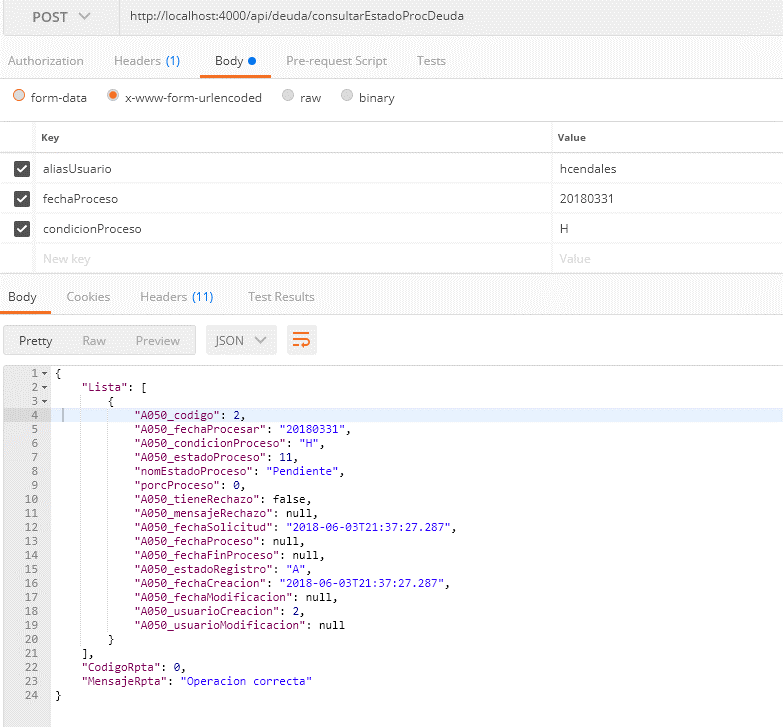 POST http://localhost:4000/api/deuda/consultarEstadoProcDeuda
Authorization Headers (1) Body Pre-request Script Tests
form-data x-www-form-urlencoded raw binary
Key Value
aliasUsuario hcendales
fechaProceso 20180331
condicionProceso H
New key Value
Body Cookies Headers (11) Test Results
Pretty Raw Preview JSON
1 {
2 "Lista": [
3 {
4 "A050_codigo": 2,
5 "A050_fechaProcesar": "20180331",
6 "A050_condicionProceso": "H",
7 "A050_estadoProceso": 11,
8 "nomEstadoProceso": "Pendiente",
9 "porcProceso": 0,
10 "A050_tieneRechazo": false,
11 "A050_mensajeRechazo": null,
12 "A050_fechaSolicitud": "2018-06-03T21:37:27.287",
13 "A050_fechaProceso": null,
14 "A050_fechaFinProceso": null,
15 "A050_estadoRegistro": "A",
16 "A050_fechaCreacion": "2018-06-03T21:37:27.287",
17 "A050_fechaModificacion": null,
18 "A050_usuarioCreacion": 2,
19 "A050_usuarioModificacion": null
20 }
21 ],
22 "CodigoRpta": 0,
23 "MensajeRpta": "Operacion correcta"
24 }